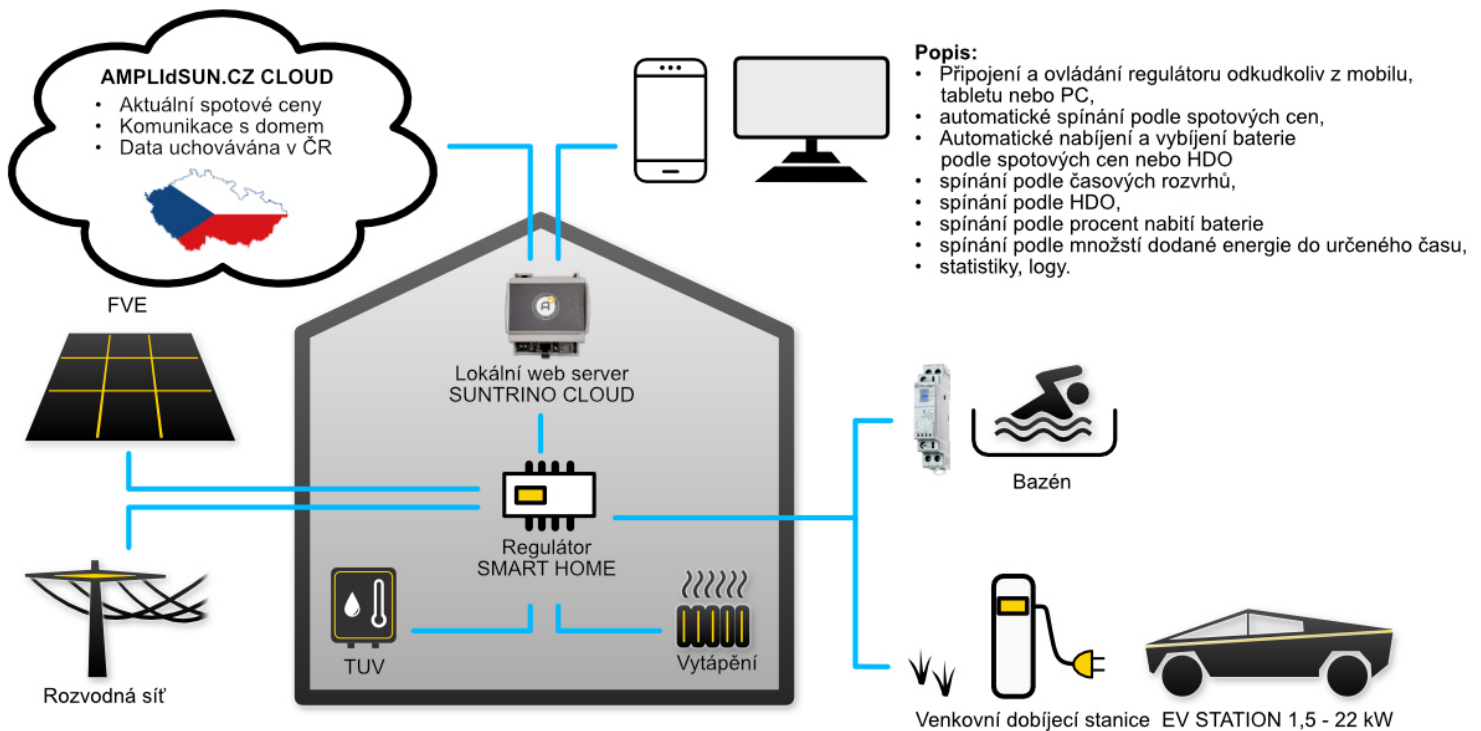 AMPLIdSUN.CZ CLOUD
• Aktuální spotové ceny
• Komunikace s domem
• Data uchovávána v ČR
Popis:
• Připojení a ovládání regulátoru odkudkoliv z mobilu,
tabletu nebo PC,
• automatické spínání podle spotových cen,
• Automatické nabíjení a vybíjení baterie
podle spotových cen nebo HDO
• spínání podle časových rozvrhů,
• spínání podle HDO,
• spínání podle procent nabití baterie
• spínání podle množstí dodané energie do určeného času,
• statistiky, logy.
FVE
A
Lokální web server
SUNTRINO CLOUD
Bazén
Regulátor
SMART HOME
TUV
Vytápění
Rozvodná síť
Venkovní dobíjecí stanice EV STATION 1,5 - 22 kW